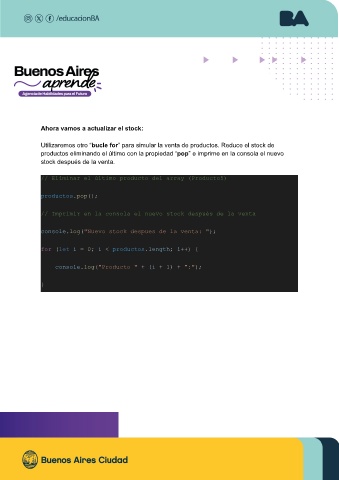 /educacionBA
BA
Buenos Aires
aprende
Agencia de Habilidades para el Futuro
Ahora vamos a actualizar el stock:
Utilizaremos otro "bucle for" para simular la venta de productos. Reduce el stock de
productos eliminando el último con la propiedad "pop" e imprime en la consola el nuevo
stock después de la venta.
// Eliminar el último producto del array (Producto5)
productos.pop();
// Imprimir en la consola el nuevo stock después de la venta
console.log("Nuevo stock después de la venta: ");
for (let i = 0; i < productos.length; i++) {
console.log("Producto " + (i + 1) + ":");
}
Buenos Aires Ciudad